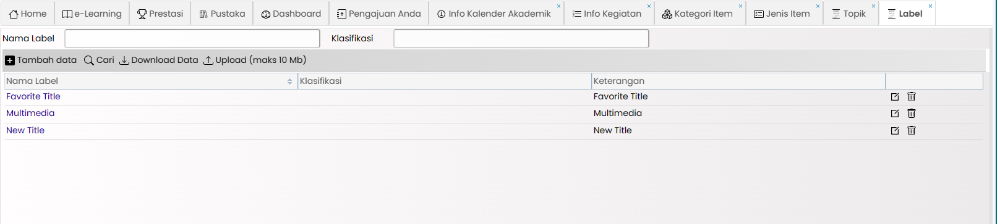 Home e-Learning Prestasi Pustaka Dashboard Pengajuan Anda Info Kalender Akademik Info Kegiatan Kategori Item Jenis Item Topik Label
Nama Label Klasifikasi
Tambah data Cari Download Data Upload (maks 10 Mb)
Nama Label Klasifikasi Keterangan
Favorite Title Favorite Title
Multimedia Multimedia
New Title New Title